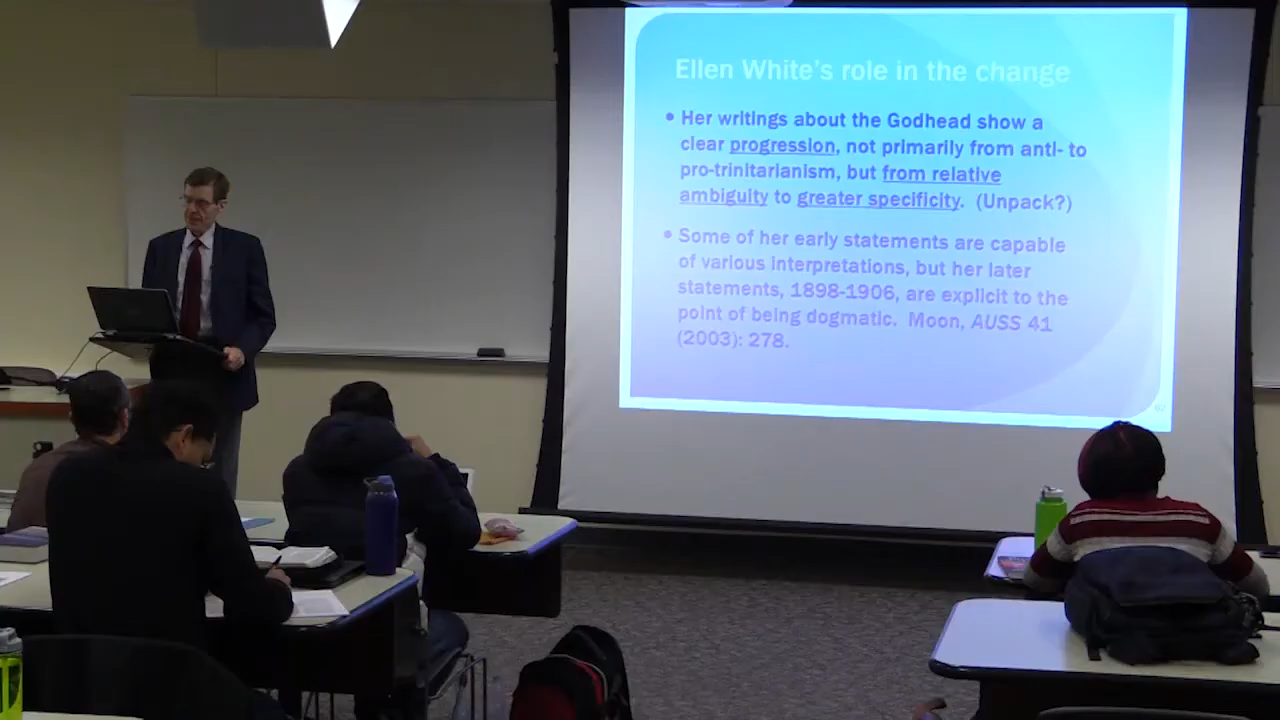 Ellen White's role in the change
• Her writings about the Godhead show a
clear progression, not primarily from anti- to
pro-trinitarianism, but from relative
ambiguity to greater specificity. (Unpack?)
• Some of her early statements are capable
of various interpretations, but her later
statements, 1898-1906, are explicit to the
point of being dogmatic. Moon, AUSS 41
(2003): 278.